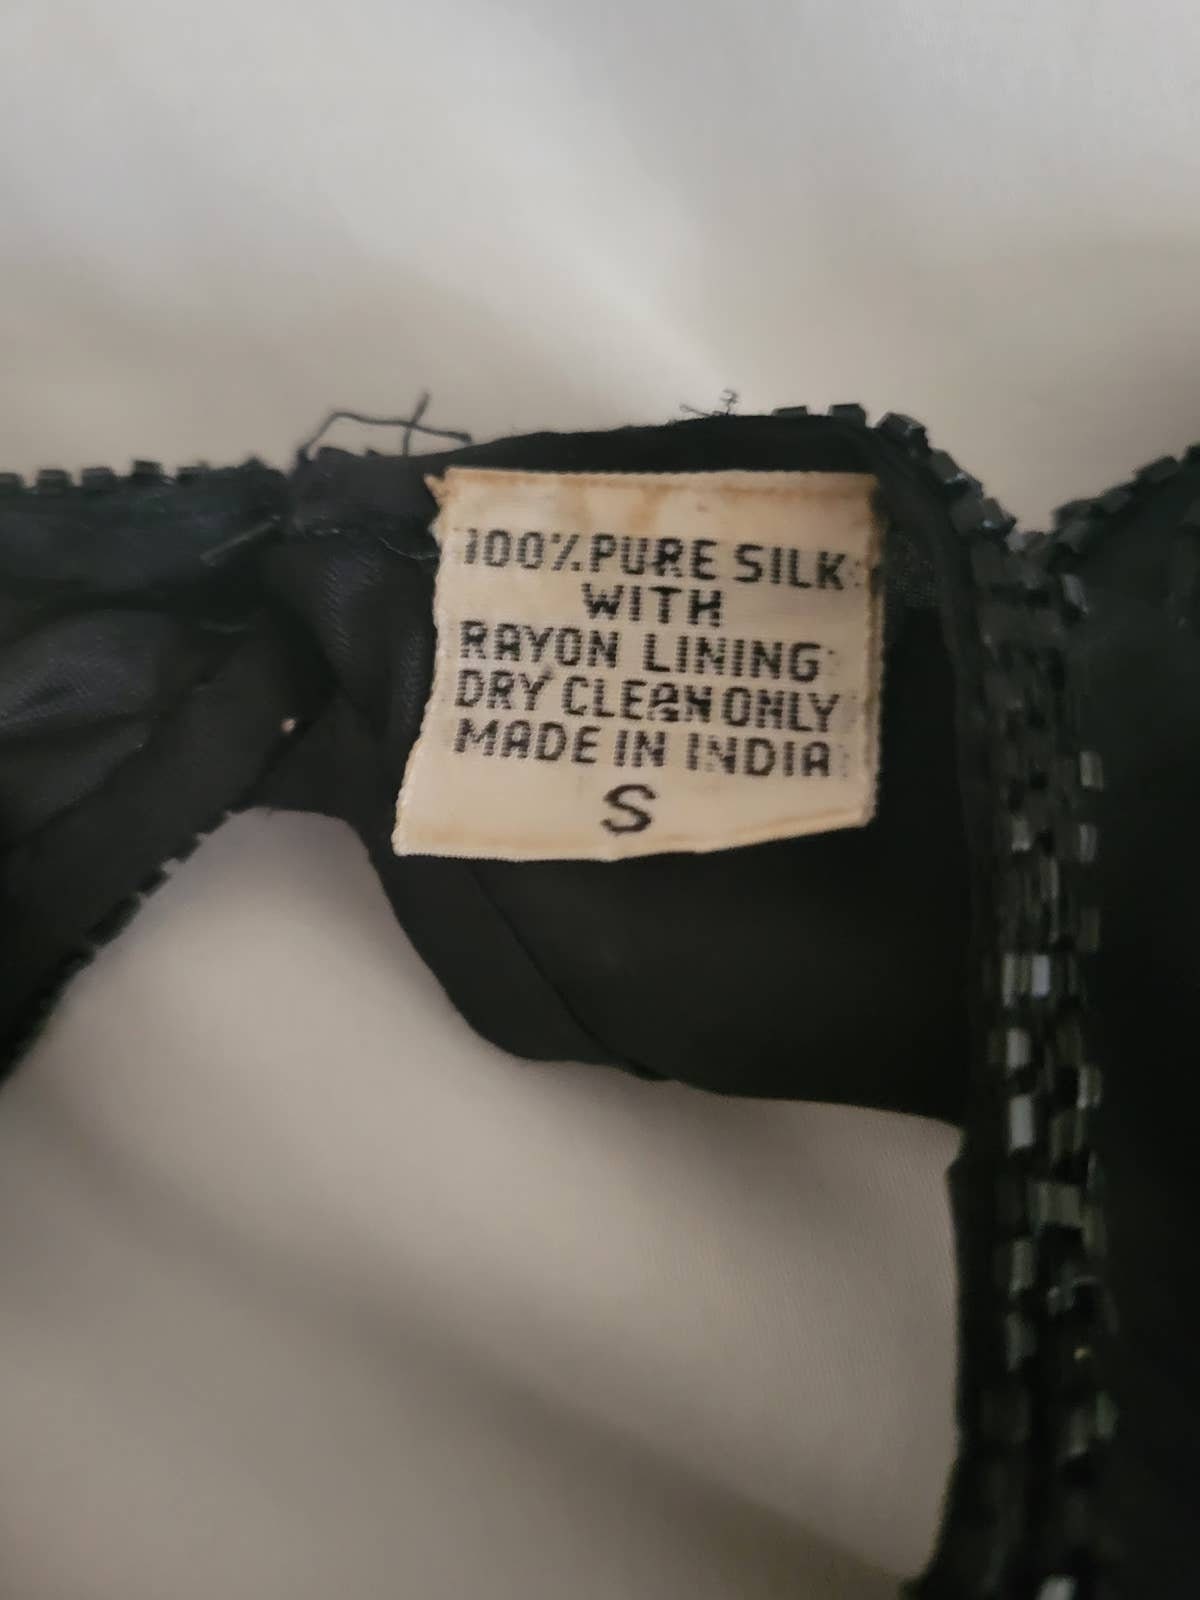 100% PURE SILK
WITH
RAYON LINING
DRY CLEAN ONLY
MADE IN INDIA
S